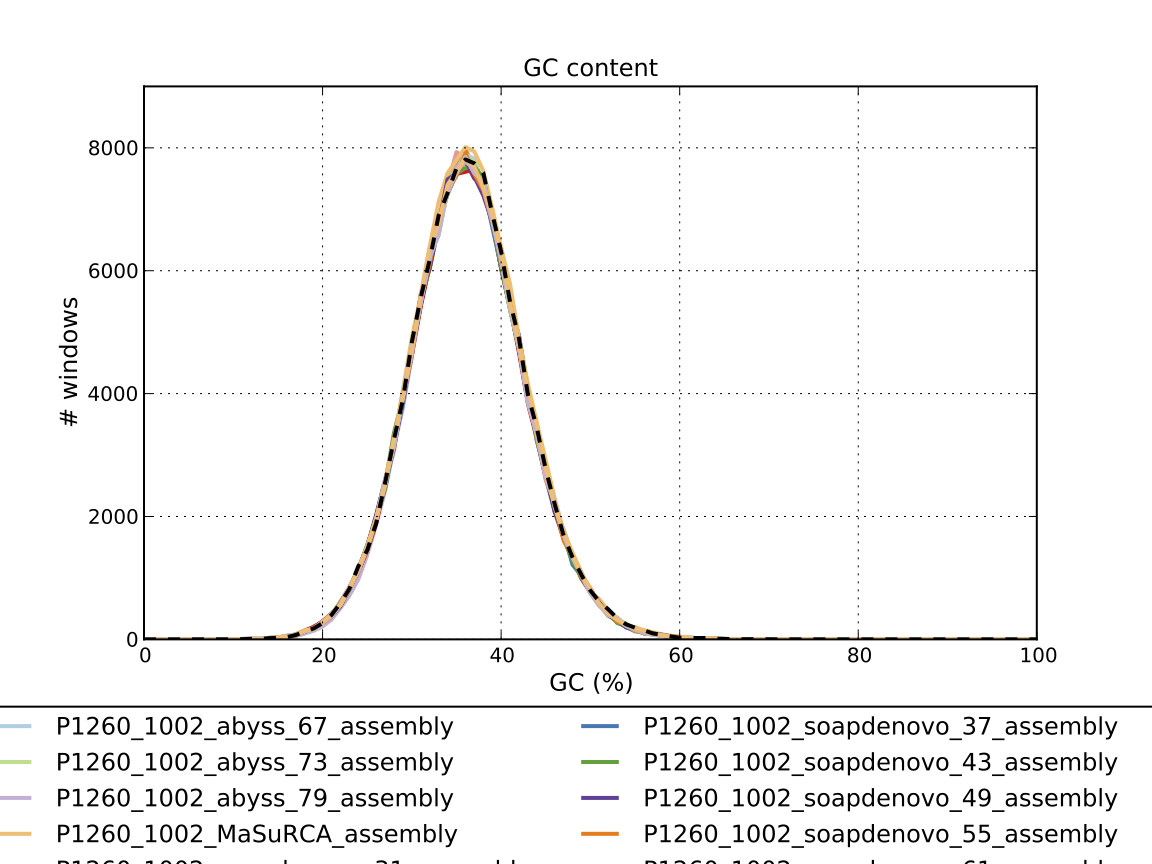 GC content
8000
6000
4000
2000
0
# windows
0 20 40 60 80 100
GC (%)
P1260_1002_abyss_67_assembly P1260_1002_soapdenovo_37_assembly
P1260_1002_abyss_73_assembly P1260_1002_soapdenovo_43_assembly
P1260_1002_abyss_79_assembly P1260_1002_soapdenovo_49_assembly
P1260_1002_MaSuRCA_assembly P1260_1002_soapdenovo_55_assembly